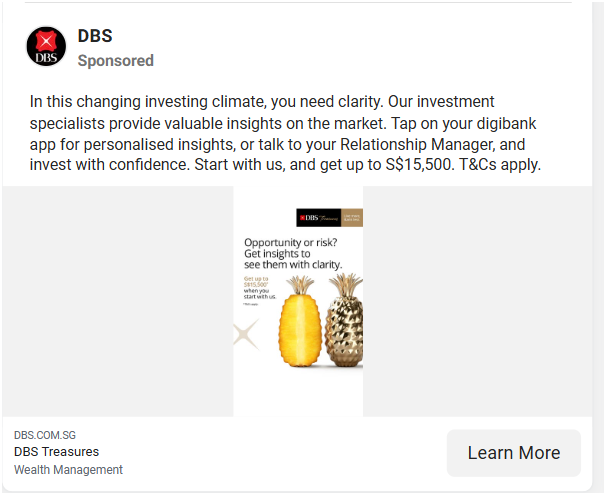 DBS
DBS
Sponsored
In this changing investing climate, you need clarity. Our investment
specialists provide valuable insights on the market. Tap on your digibank
app for personalised insights, or talk to your Relationship Manager, and
invest with confidence. Start with us, and get up to S$15,500. T&Cs apply.
DBS Treasures
Opportunity or risk?
Get insights to
see them with clarity.
Get up to
S$15,500*
when you
start with us.
DBS.COM.SG
DBS Treasures
Wealth Management
Learn More